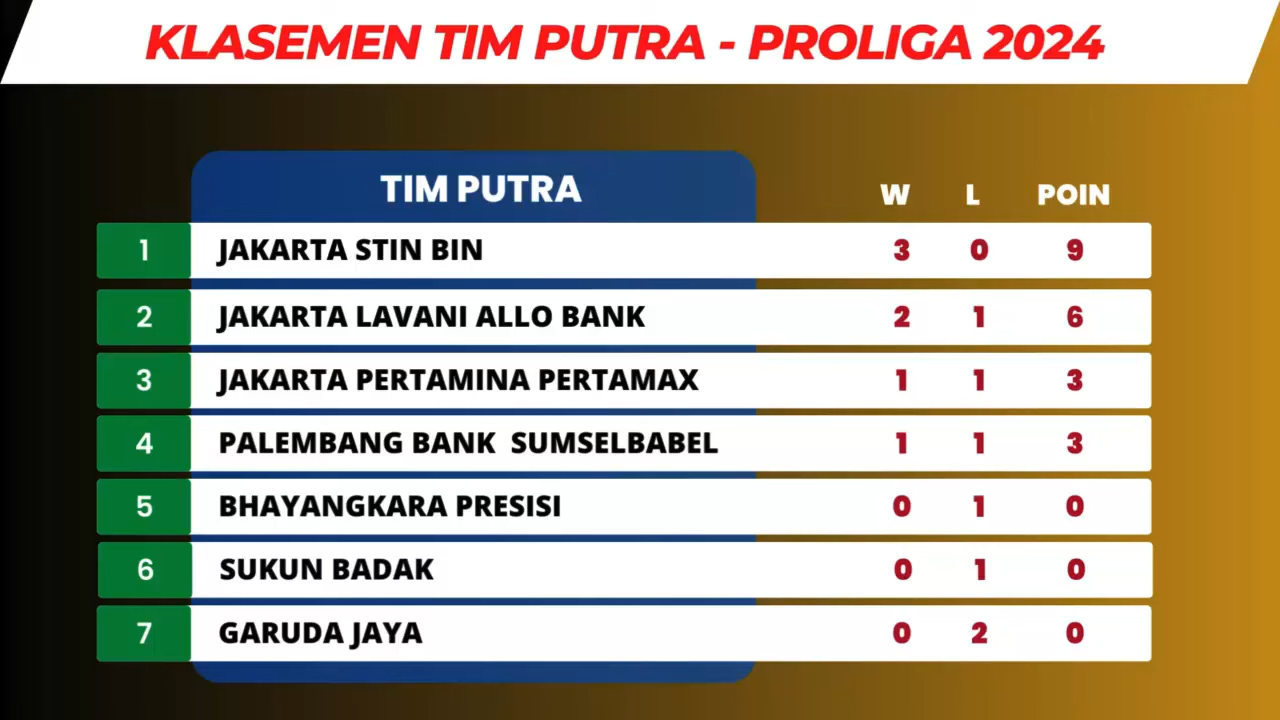 KLASEMEN TIM PUTRA - PROLIGA 2024
TIM PUTRA W L POIN
1 JAKARTA STIN BIN 3 0 9
2 JAKARTA LAVANI ALLO BANK 2 1 6
3 JAKARTA PERTAMINA PERTAMAX 1 1 3
4 PALEMBANG BANK SUMSELBABEL 1 1 3
5 BHAYANGKARA PRESISI 0 1 0
6 SUKUN BADAK 0 1 0
7 GARUDA JAYA 0 2 0